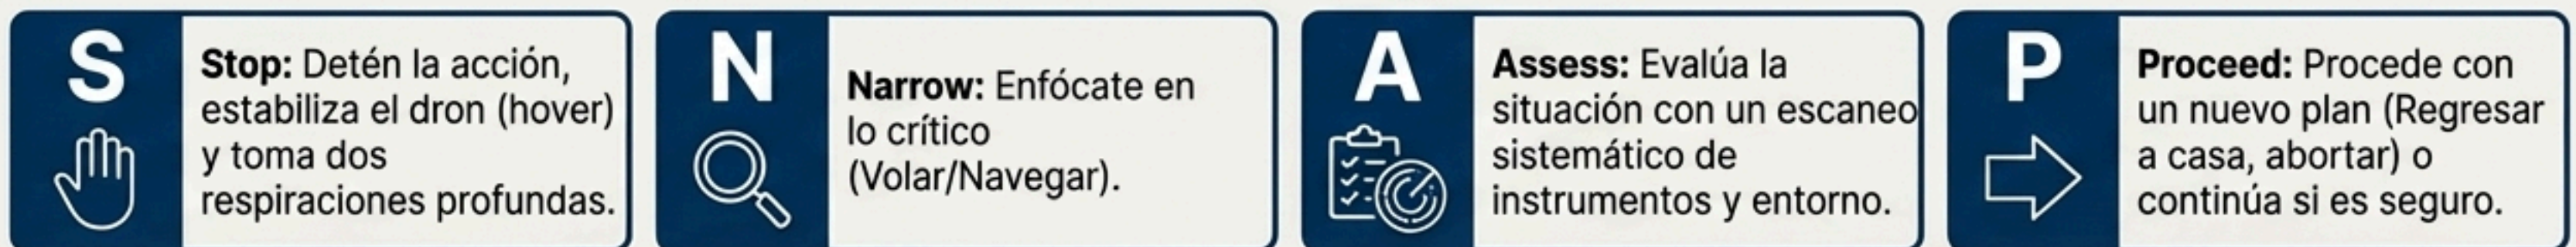 S
Stop: Detén la acción,
estabiliza el dron (hover)
y toma dos
respiraciones profundas.
N
Narrow: Enfócate en
lo crítico
(Volar/Navegar).
A
Assess: Evalúa la
situación con un escaneo
sistemático de
instrumentos y entorno.
P
Proceed: Procede con
un nuevo plan (Regresar
a casa, abortar) o
continúa si es seguro.